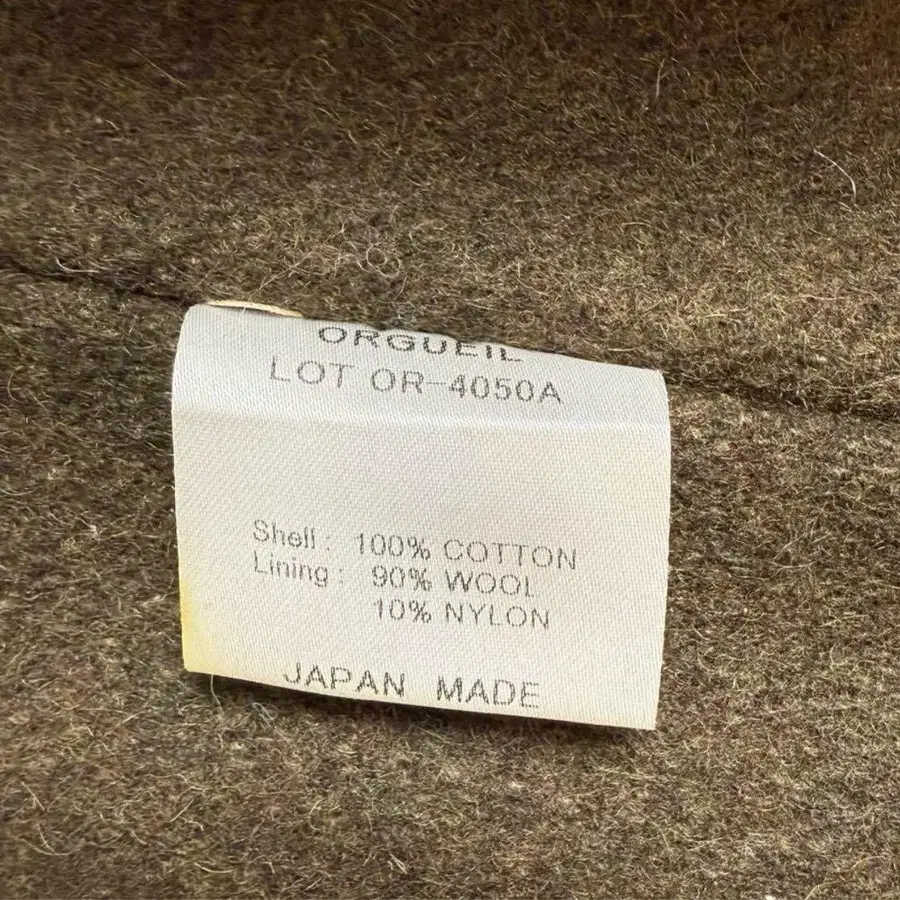 ORGUEIL
LOT OR-4050A
Shell : 100% COTTON
Lining : 90% WOOL
10% NYLON
JAPAN MADE